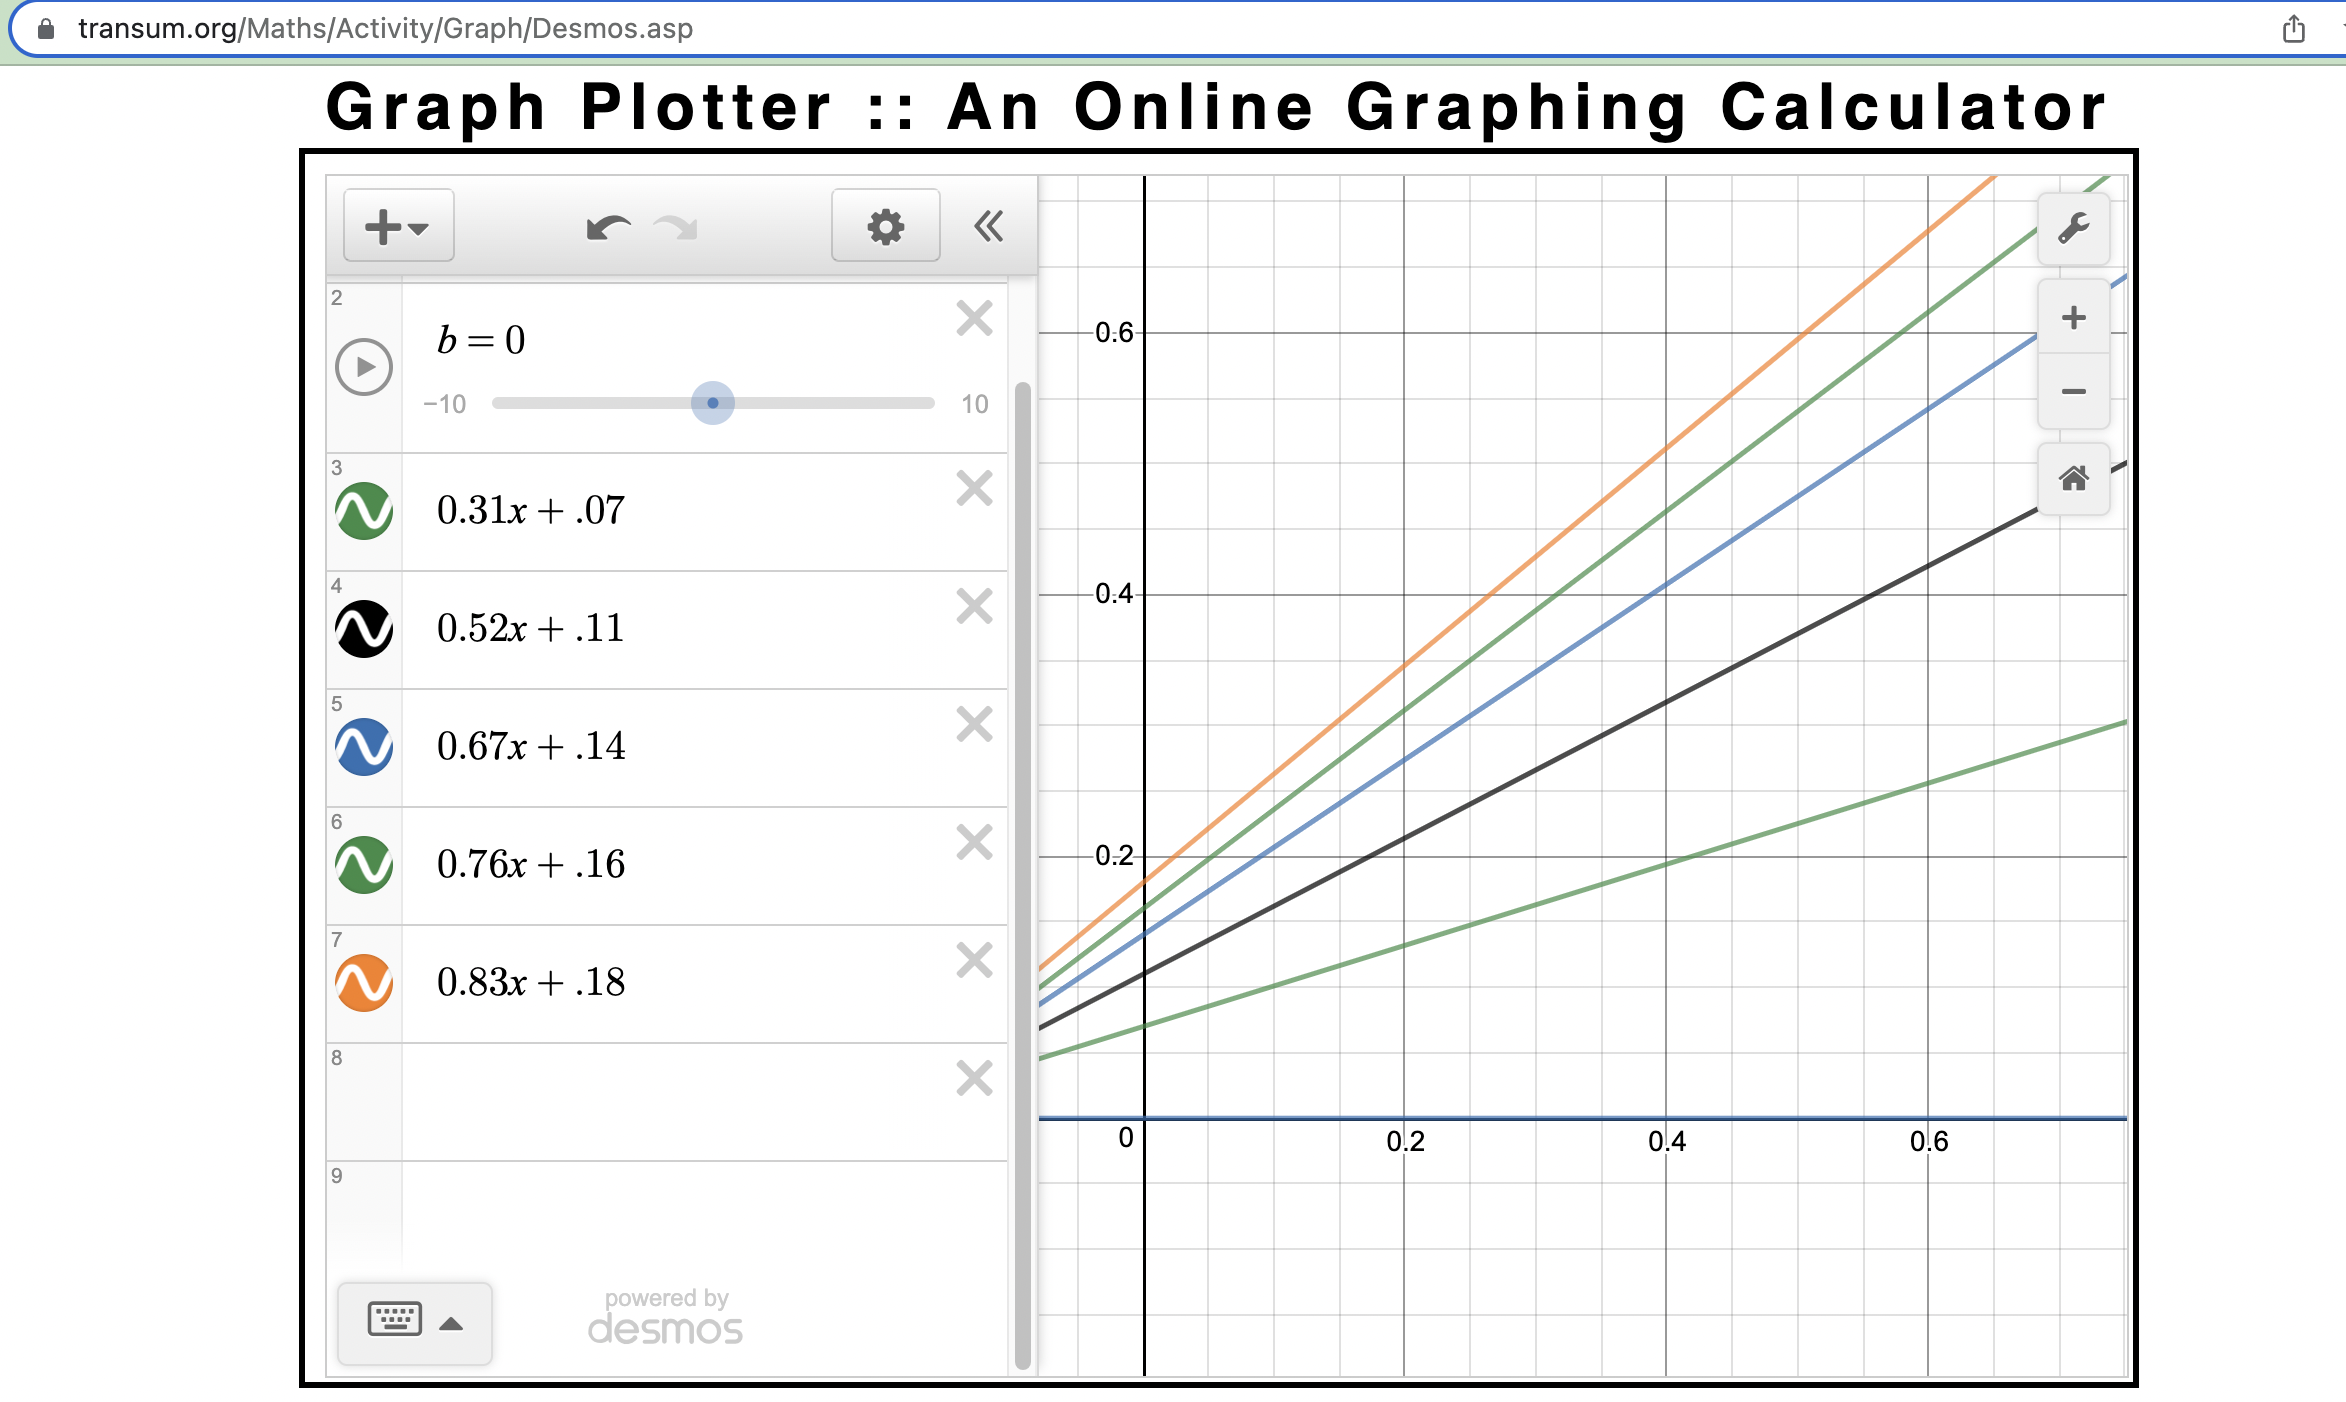 transum.org/Maths/Activity/Graph/Desmos.asp
Graph Plotter :: An Online Graphing Calculator
2
b = 0
−10
10
3
0.31x + .07
4
0.52x + .11
5
0.67x + .14
6
0.76x + .16
7
0.83x + .18
8
9
powered by
desmos
0.6
0.4
0.2
0
0.2
0.4
0.6